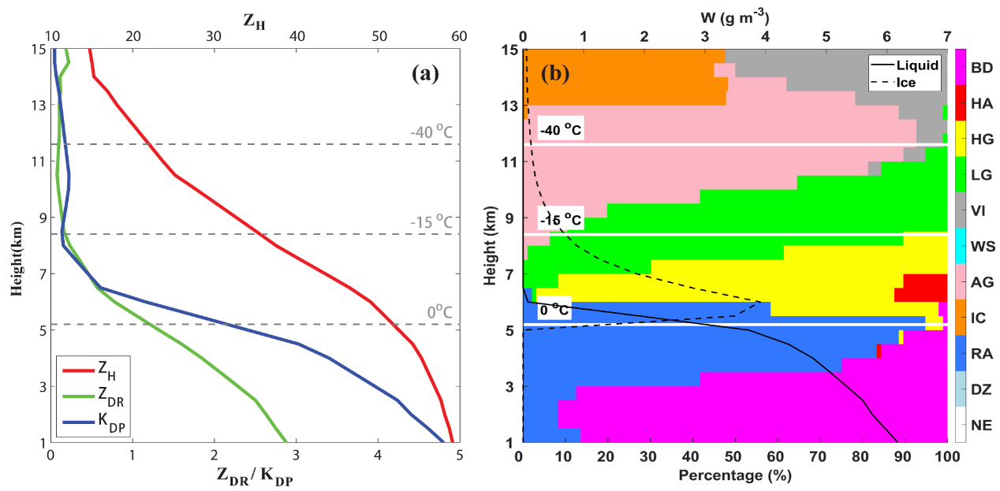 Z_H
10 20 30 40 50 60
15
13
11
9
7
5
3
1
Height(km)
(a)
-40 °C
-15 °C
0 °C
Z_H
Z_DR
K_DP
0 1 2 3 4 5
Z_DR / K_DP
W (g m⁻³)
0 1 2 3 4 5 6 7
15
13
11
9
7
5
3
1
Height (km)
(b)
Liquid
Ice
-40 °C
-15 °C
0 °C
0 10 20 30 40 50 60 70 80 90 100
Percentage (%)
BD
HA
HG
LG
VI
WS
AG
IC
RA
DZ
NE